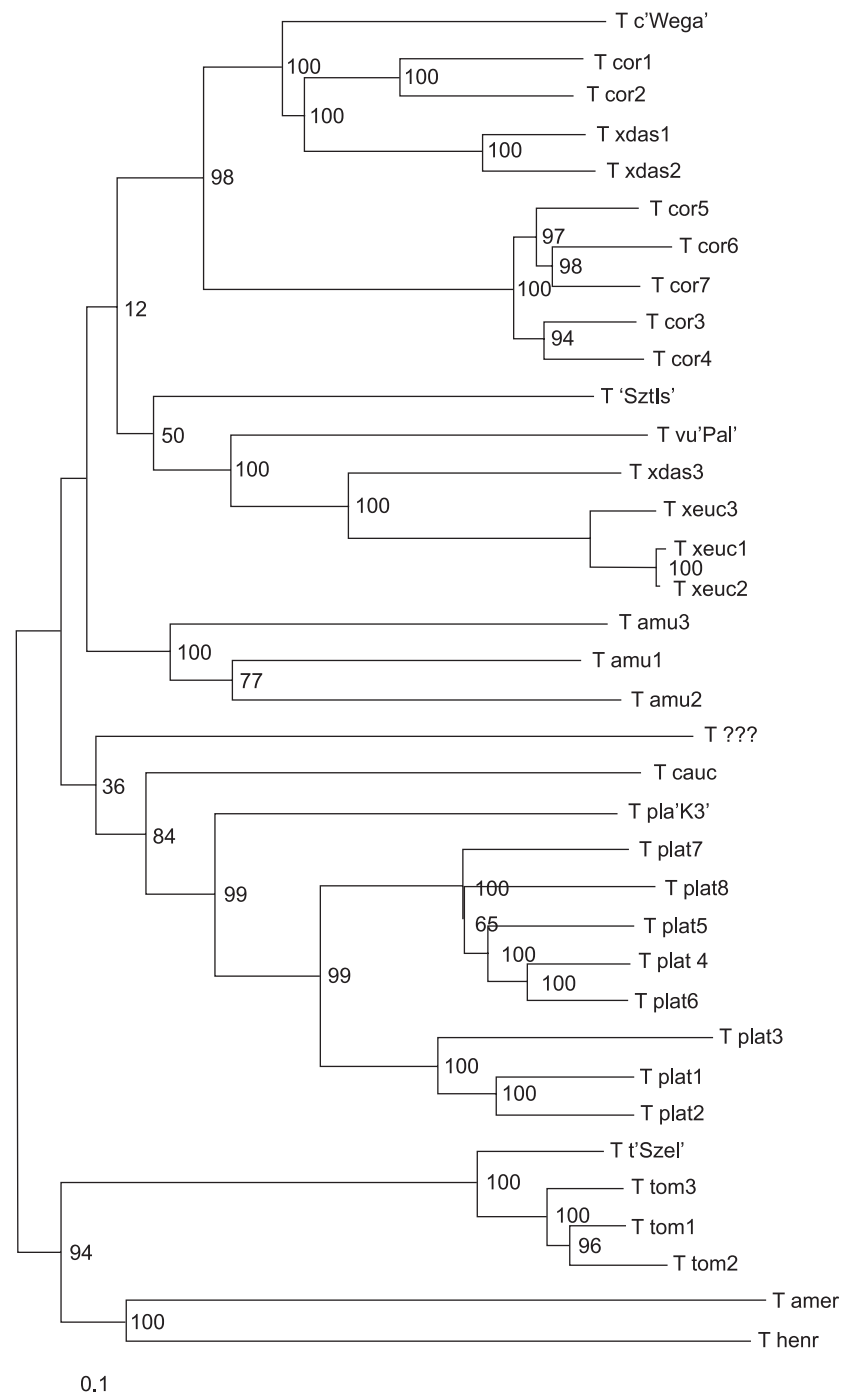 T c’Wega’
100
T cor1
100
T cor2
100
T xdas1
100
T xdas2
98
T cor5
97
T cor6
98
T cor7
100
12
T cor3
94
T cor4
T ‘Sztls’
50
T vu’Pal’
100
T xdas3
100
T xeuc3
T xeuc1
100
T xeuc2
T amu3
100
T amu1
77
T amu2
T ???
36
T cauc
84
T pla’K3’
99
T plat7
100
T plat8
65
T plat5
100
T plat 4
100
T plat6
99
T plat3
100
T plat1
100
T plat2
T t’Szel’
100
T tom3
100
T tom1
96
T tom2
94
T amer
100
T henr
0.1